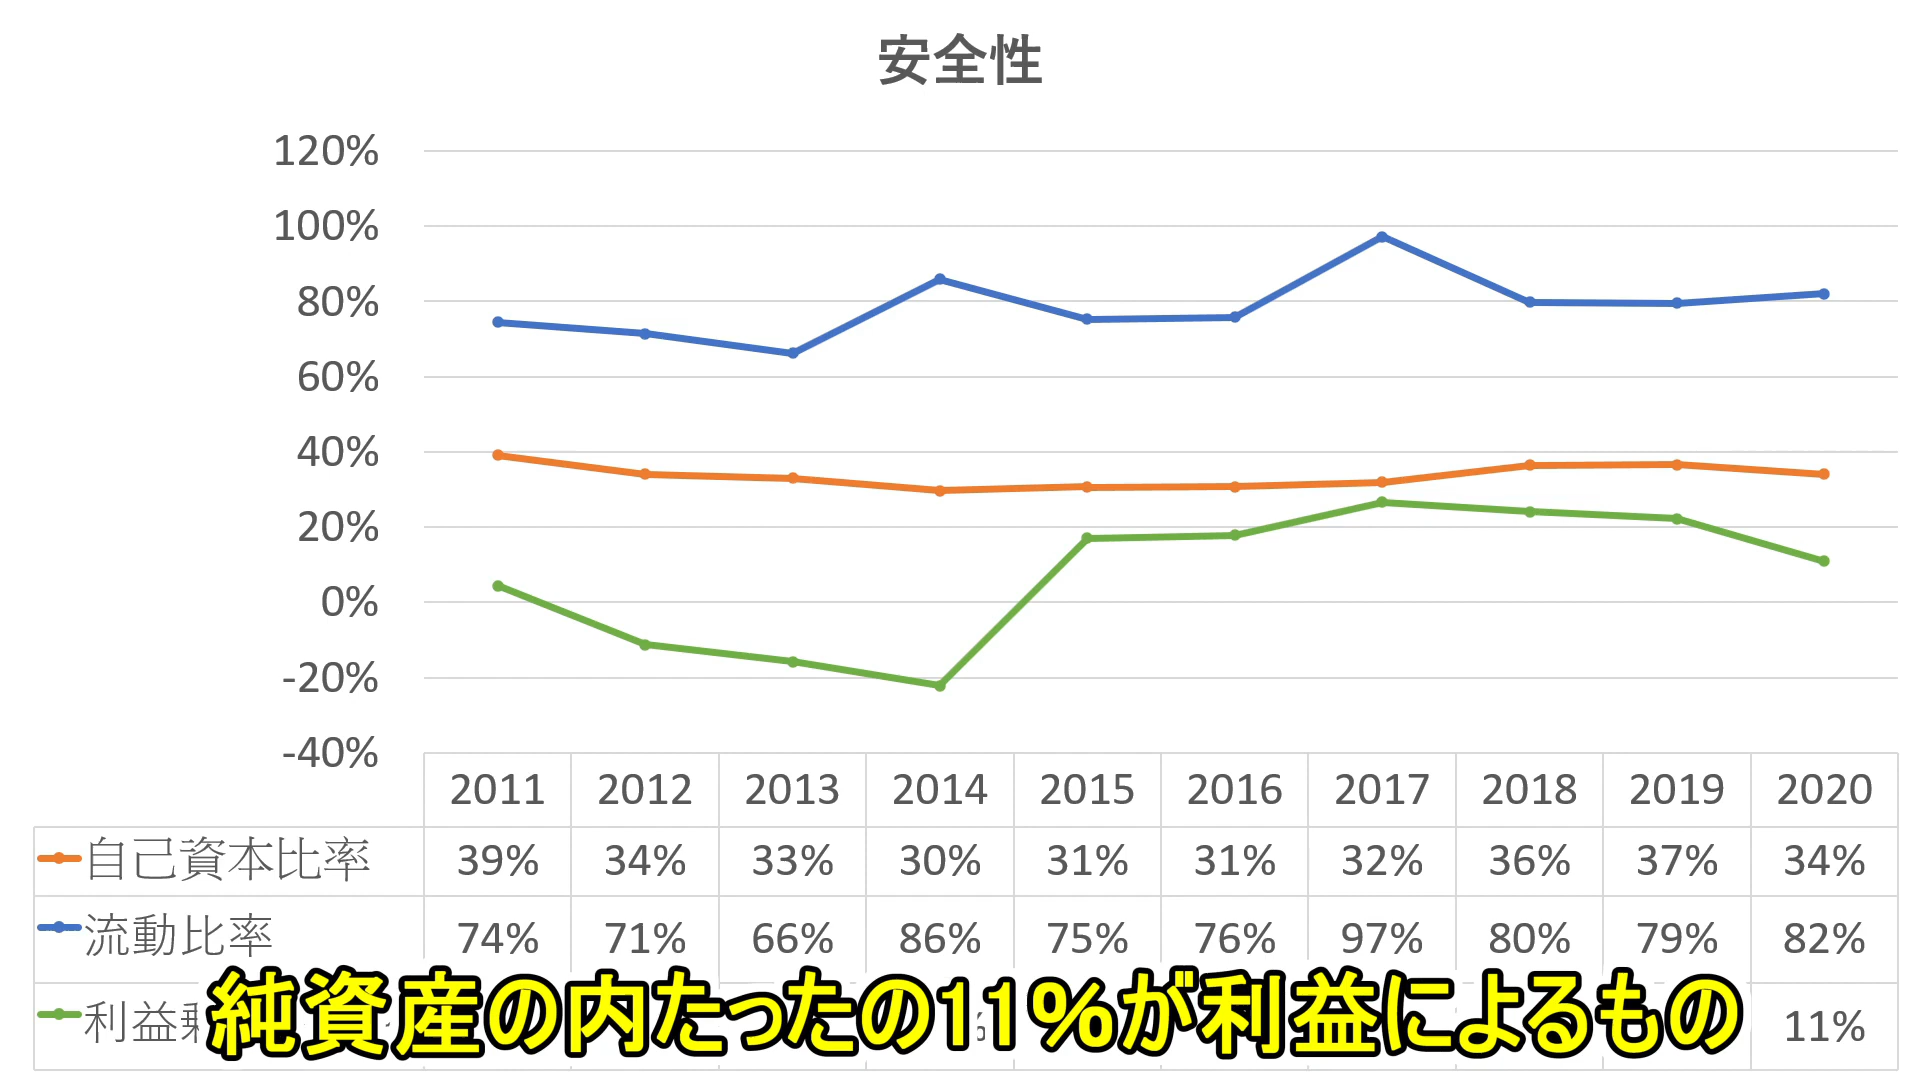 安全性
120%
100%
80%
60%
40%
20%
0%
-20%
-40%
2011 2012 2013 2014 2015 2016 2017 2018 2019 2020
自己資本比率 39% 34% 33% 30% 31% 31% 32% 36% 37% 34%
流動比率 74% 71% 66% 86% 75% 76% 97% 80% 79% 82%
利益 11%
純資産の内たったの11%が利益によるもの